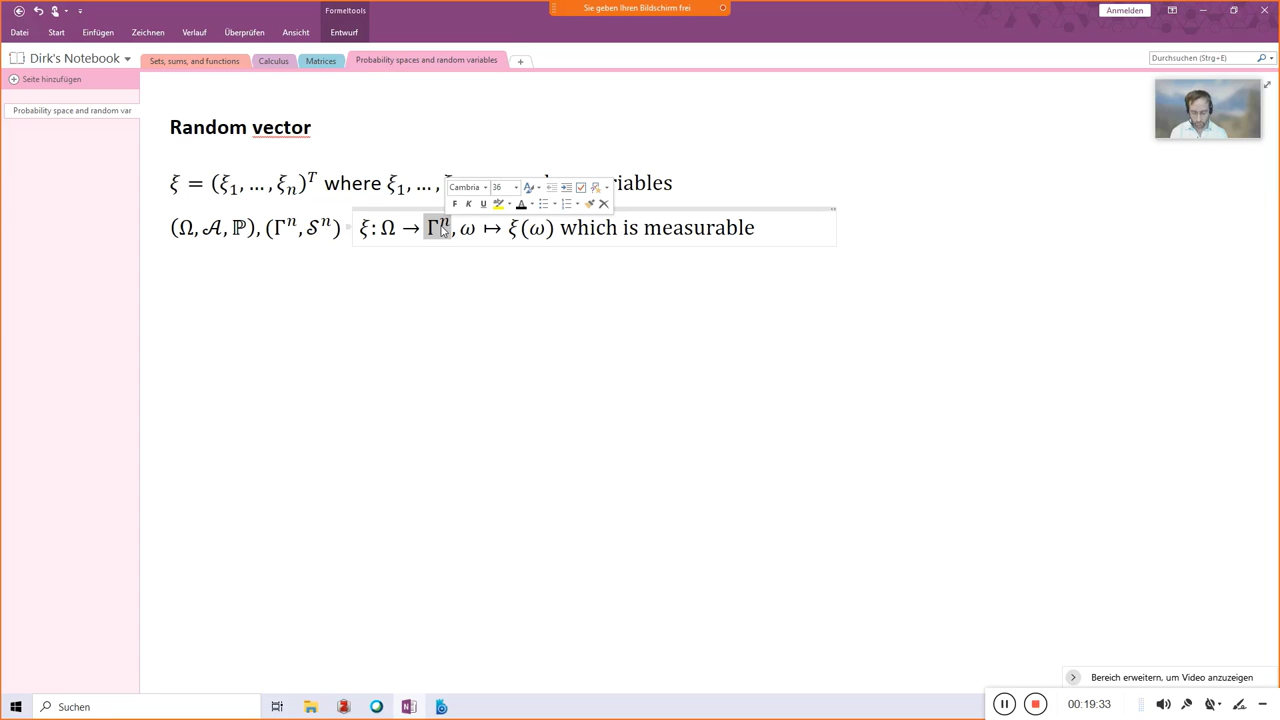 Formeltools
Sie geben Ihren Bildschirm frei
Anmelden
Datei Start Einfügen Zeichnen Verlauf Überprüfen Ansicht Entwurf
Dirk's Notebook Sets, sums, and functions Calculus Matrices Probability spaces and random variables +
Durchsuchen (Strg+E)
Seite hinzufügen
Probability space and random var
Random vector
ξ = (ξ₁, … , ξₙ)ᵀ where ξ₁, … , riables
Cambria 36
F K U A
(Ω, 𝒜, ℙ), (Γⁿ, 𝒮ⁿ) ξ: Ω → Γⁿ, ω ↦ ξ(ω) which is measurable
Bereich erweitern, um Video anzuzeigen
Suchen
00:19:33